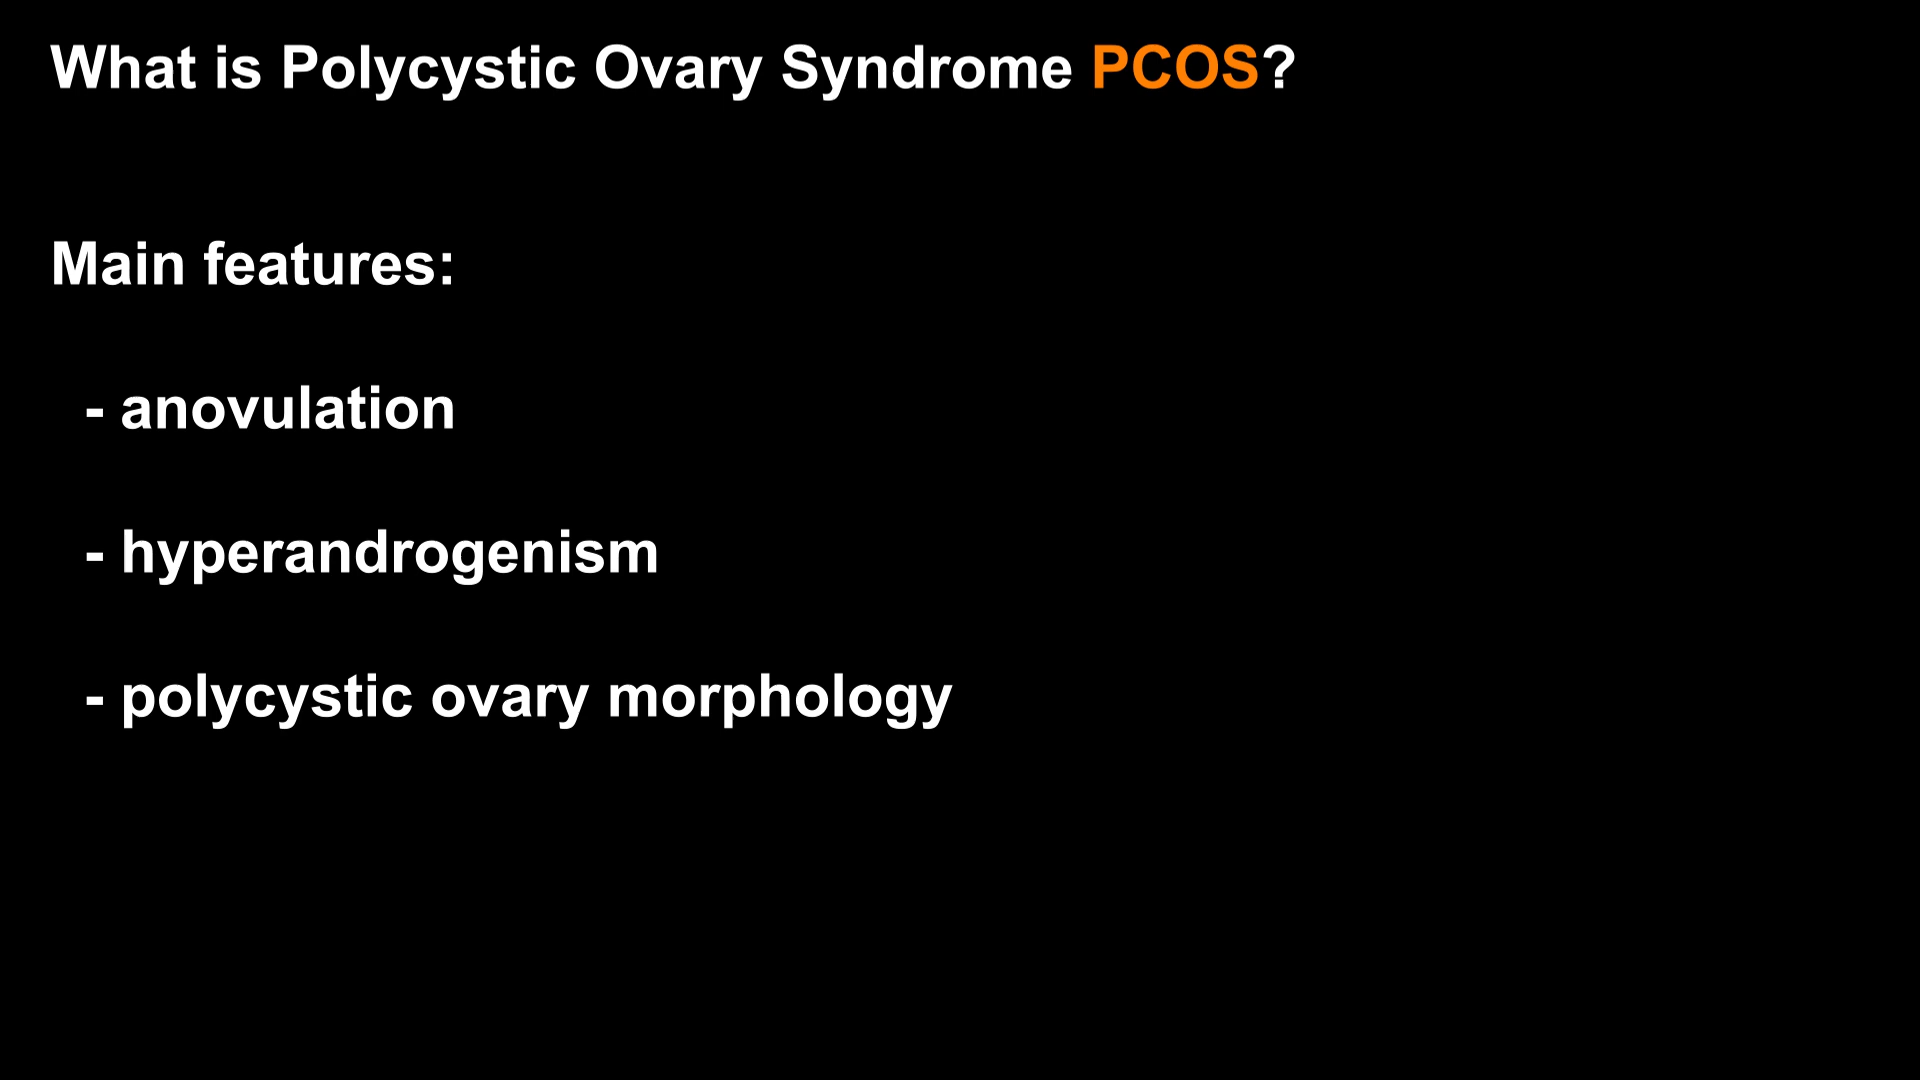 What is Polycystic Ovary Syndrome PCOS?
Main features:
- anovulation
- hyperandrogenism
- polycystic ovary morphology